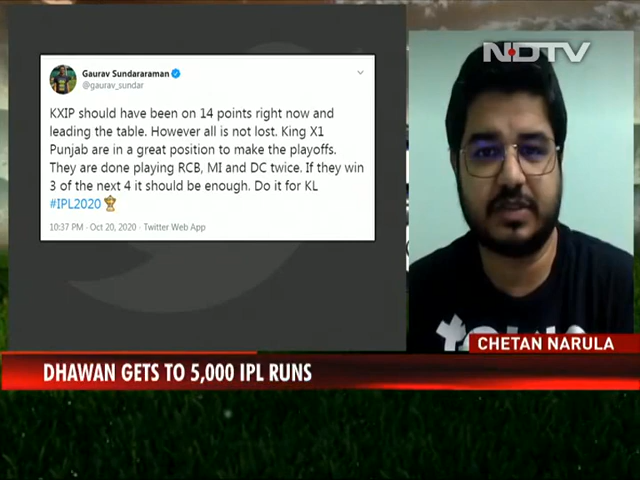 NDTV
Gaurav Sundararaman
@gaurav_sundar
KXIP should have been on 14 points right now and
leading the table. However all is not lost. King X1
Punjab are in a great position to make the playoffs.
They are done playing RCB, MI and DC twice. If they win
3 of the next 4 it should be enough. Do it for KL
#IPL2020
10:37 PM · Oct 20, 2020 · Twitter Web App
CHETAN NARULA
DHAWAN GETS TO 5,000 IPL RUNS